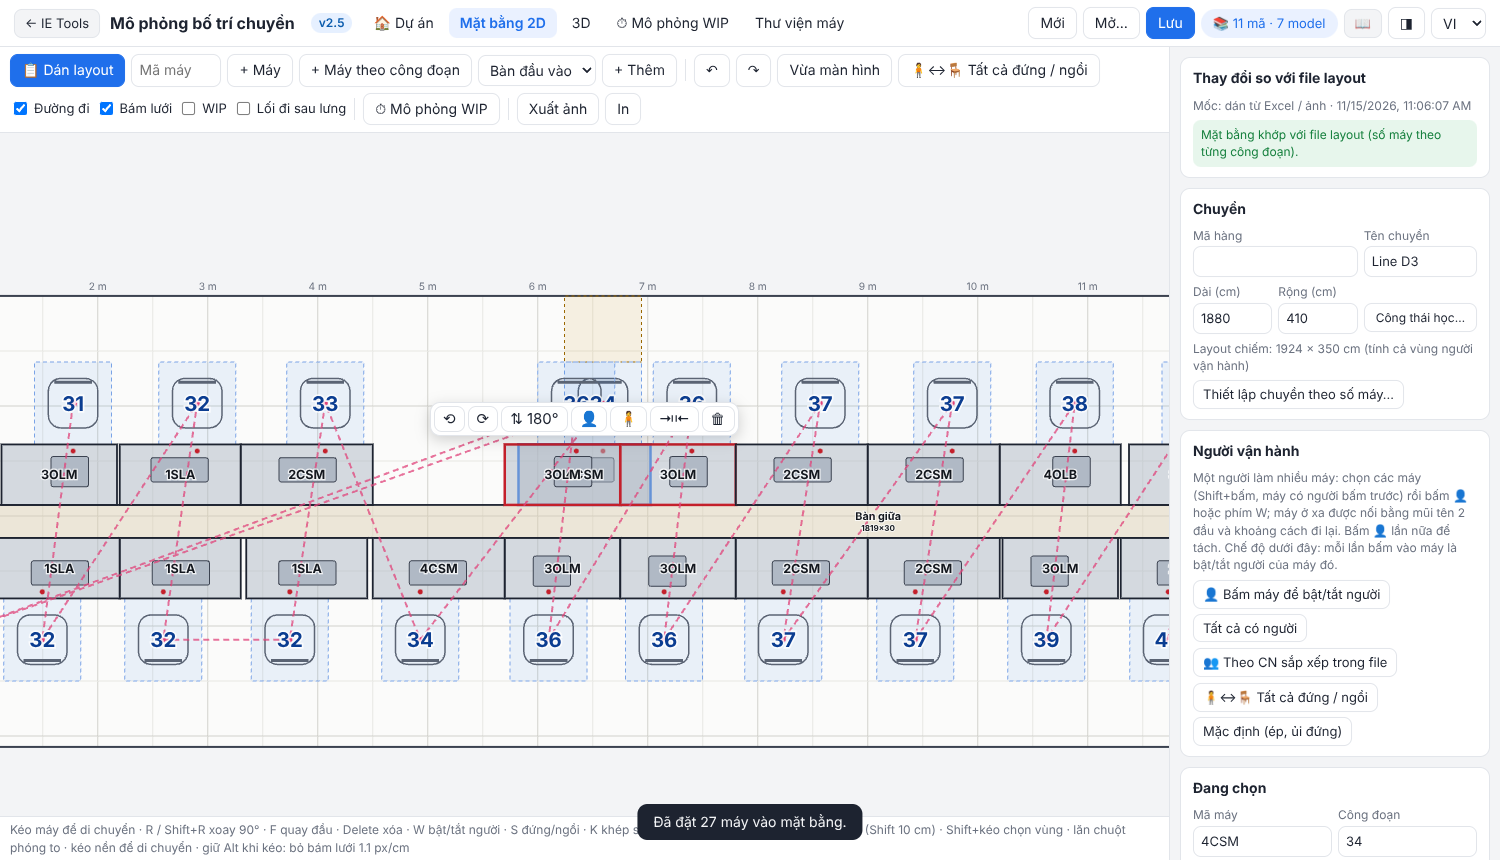 ← IE Tools
Mô phỏng bố trí chuyền
v2.5
🏠 Dự án
Mặt bằng 2D
3D
⏱ Mô phỏng WIP
Thư viện máy
Mới
Mở...
Lưu
📚 11 mã · 7 model
VI
📋 Dán layout
Mã máy
+ Máy
+ Máy theo công đoạn
Bàn đầu vào
+ Thêm
↶
↷
Vừa màn hình
🧍↔🪑 Tất cả đứng / ngồi
Đường đi
Bám lưới
WIP
Lối đi sau lưng
⏱ Mô phỏng WIP
Xuất ảnh
In
2 m
3 m
4 m
5 m
6 m
7 m
8 m
9 m
10 m
11 m
31
32
33
37
37
38
⟲
⟳
⇅ 180°
3OLM
1SLA
2CSM
3OLM
3OLM
2CSM
2CSM
4OLB
Bàn giữa
1819×30
1SLA
1SLA
1SLA
4CSM
3OLM
3OLM
2CSM
2CSM
3OLM
32
32
32
34
36
36
37
37
39
Thay đổi so với file layout
Mốc: dán từ Excel / ảnh · 11/15/2026, 11:06:07 AM
Mặt bằng khớp với file layout (số máy theo
từng công đoạn).
Chuyền
Mã hàng
Tên chuyền
Line D3
Dài (cm)
Rộng (cm)
1880
410
Công thái học...
Layout chiếm: 1924 × 350 cm (tính cả vùng người
vận hành)
Thiết lập chuyền theo số máy...
Người vận hành
Một người làm nhiều máy: chọn các máy
(Shift+bấm, máy có người bấm trước) rồi bấm 👤
hoặc phím W; máy ở xa được nối bằng mũi tên 2
đầu và khoảng cách đi lại. Bấm 👤 lần nữa để
tách. Chế độ dưới đây: mỗi lần bấm vào máy là
bật/tắt người của máy đó.
👤 Bấm máy để bật/tắt người
Tất cả có người
👥 Theo CN sắp xếp trong file
🧍↔🪑 Tất cả đứng / ngồi
Mặc định (ép, ủi đứng)
Đang chọn
Mã máy
Công đoạn
4CSM
34
Đã đặt 27 máy vào mặt bằng.
Kéo máy để di chuyển · R / Shift+R xoay 90° · F quay đầu · Delete xóa · W bật/tắt người · S đứng/ngồi · K khép (Shift 10 cm) · Shift+kéo chọn vùng · lăn chuột
phóng to · kéo nền để di chuyển · giữ Alt khi kéo: bỏ bám lưới 1.1 px/cm